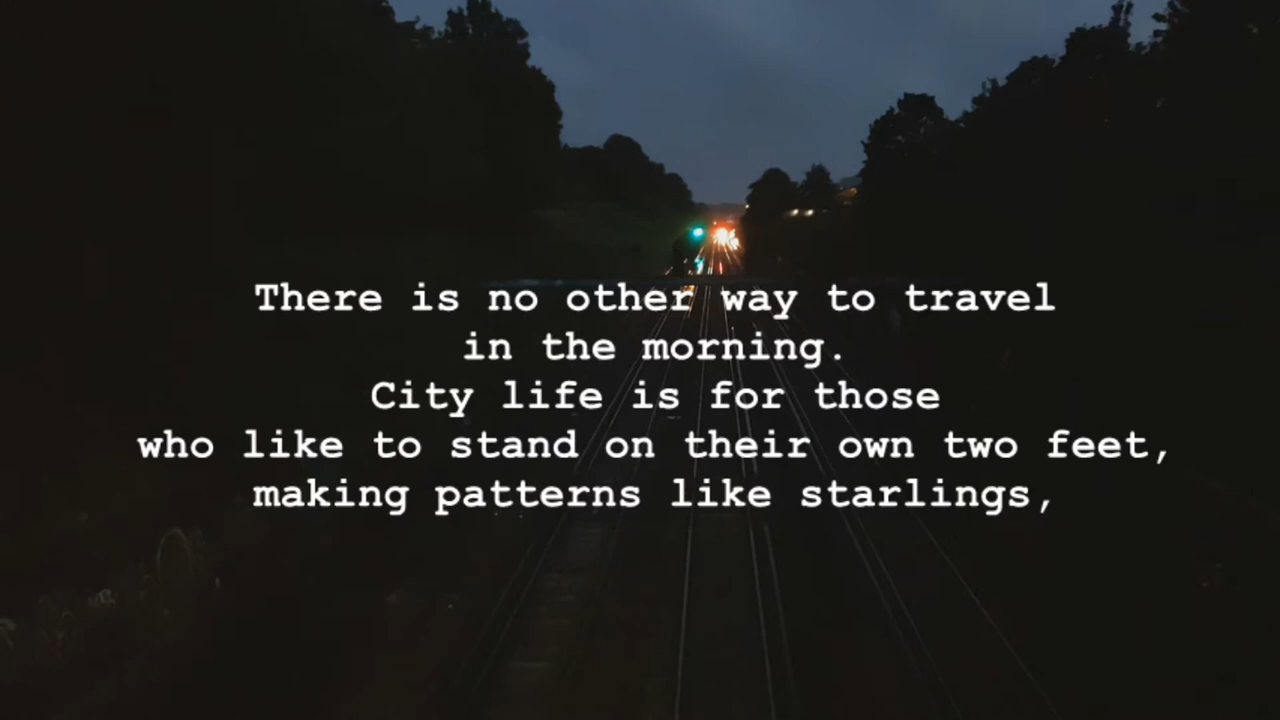 There is no other way to travel
in the morning.
City life is for those
who like to stand on their own two feet,
making patterns like starlings,